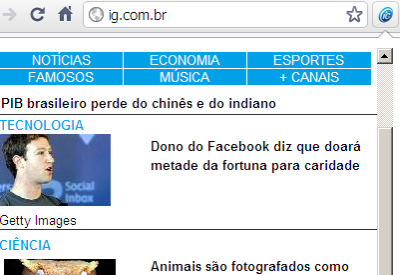 ig.com.br
NOTÍCIAS ECONOMIA ESPORTES
FAMOSOS MÚSICA + CANAIS
PIB brasileiro perde do chinês e do indiano
TECNOLOGIA
Dono do Facebook diz que doará
metade da fortuna para caridade
Social
Inbox
Getty Images
CIÊNCIA
Animais são fotografados como